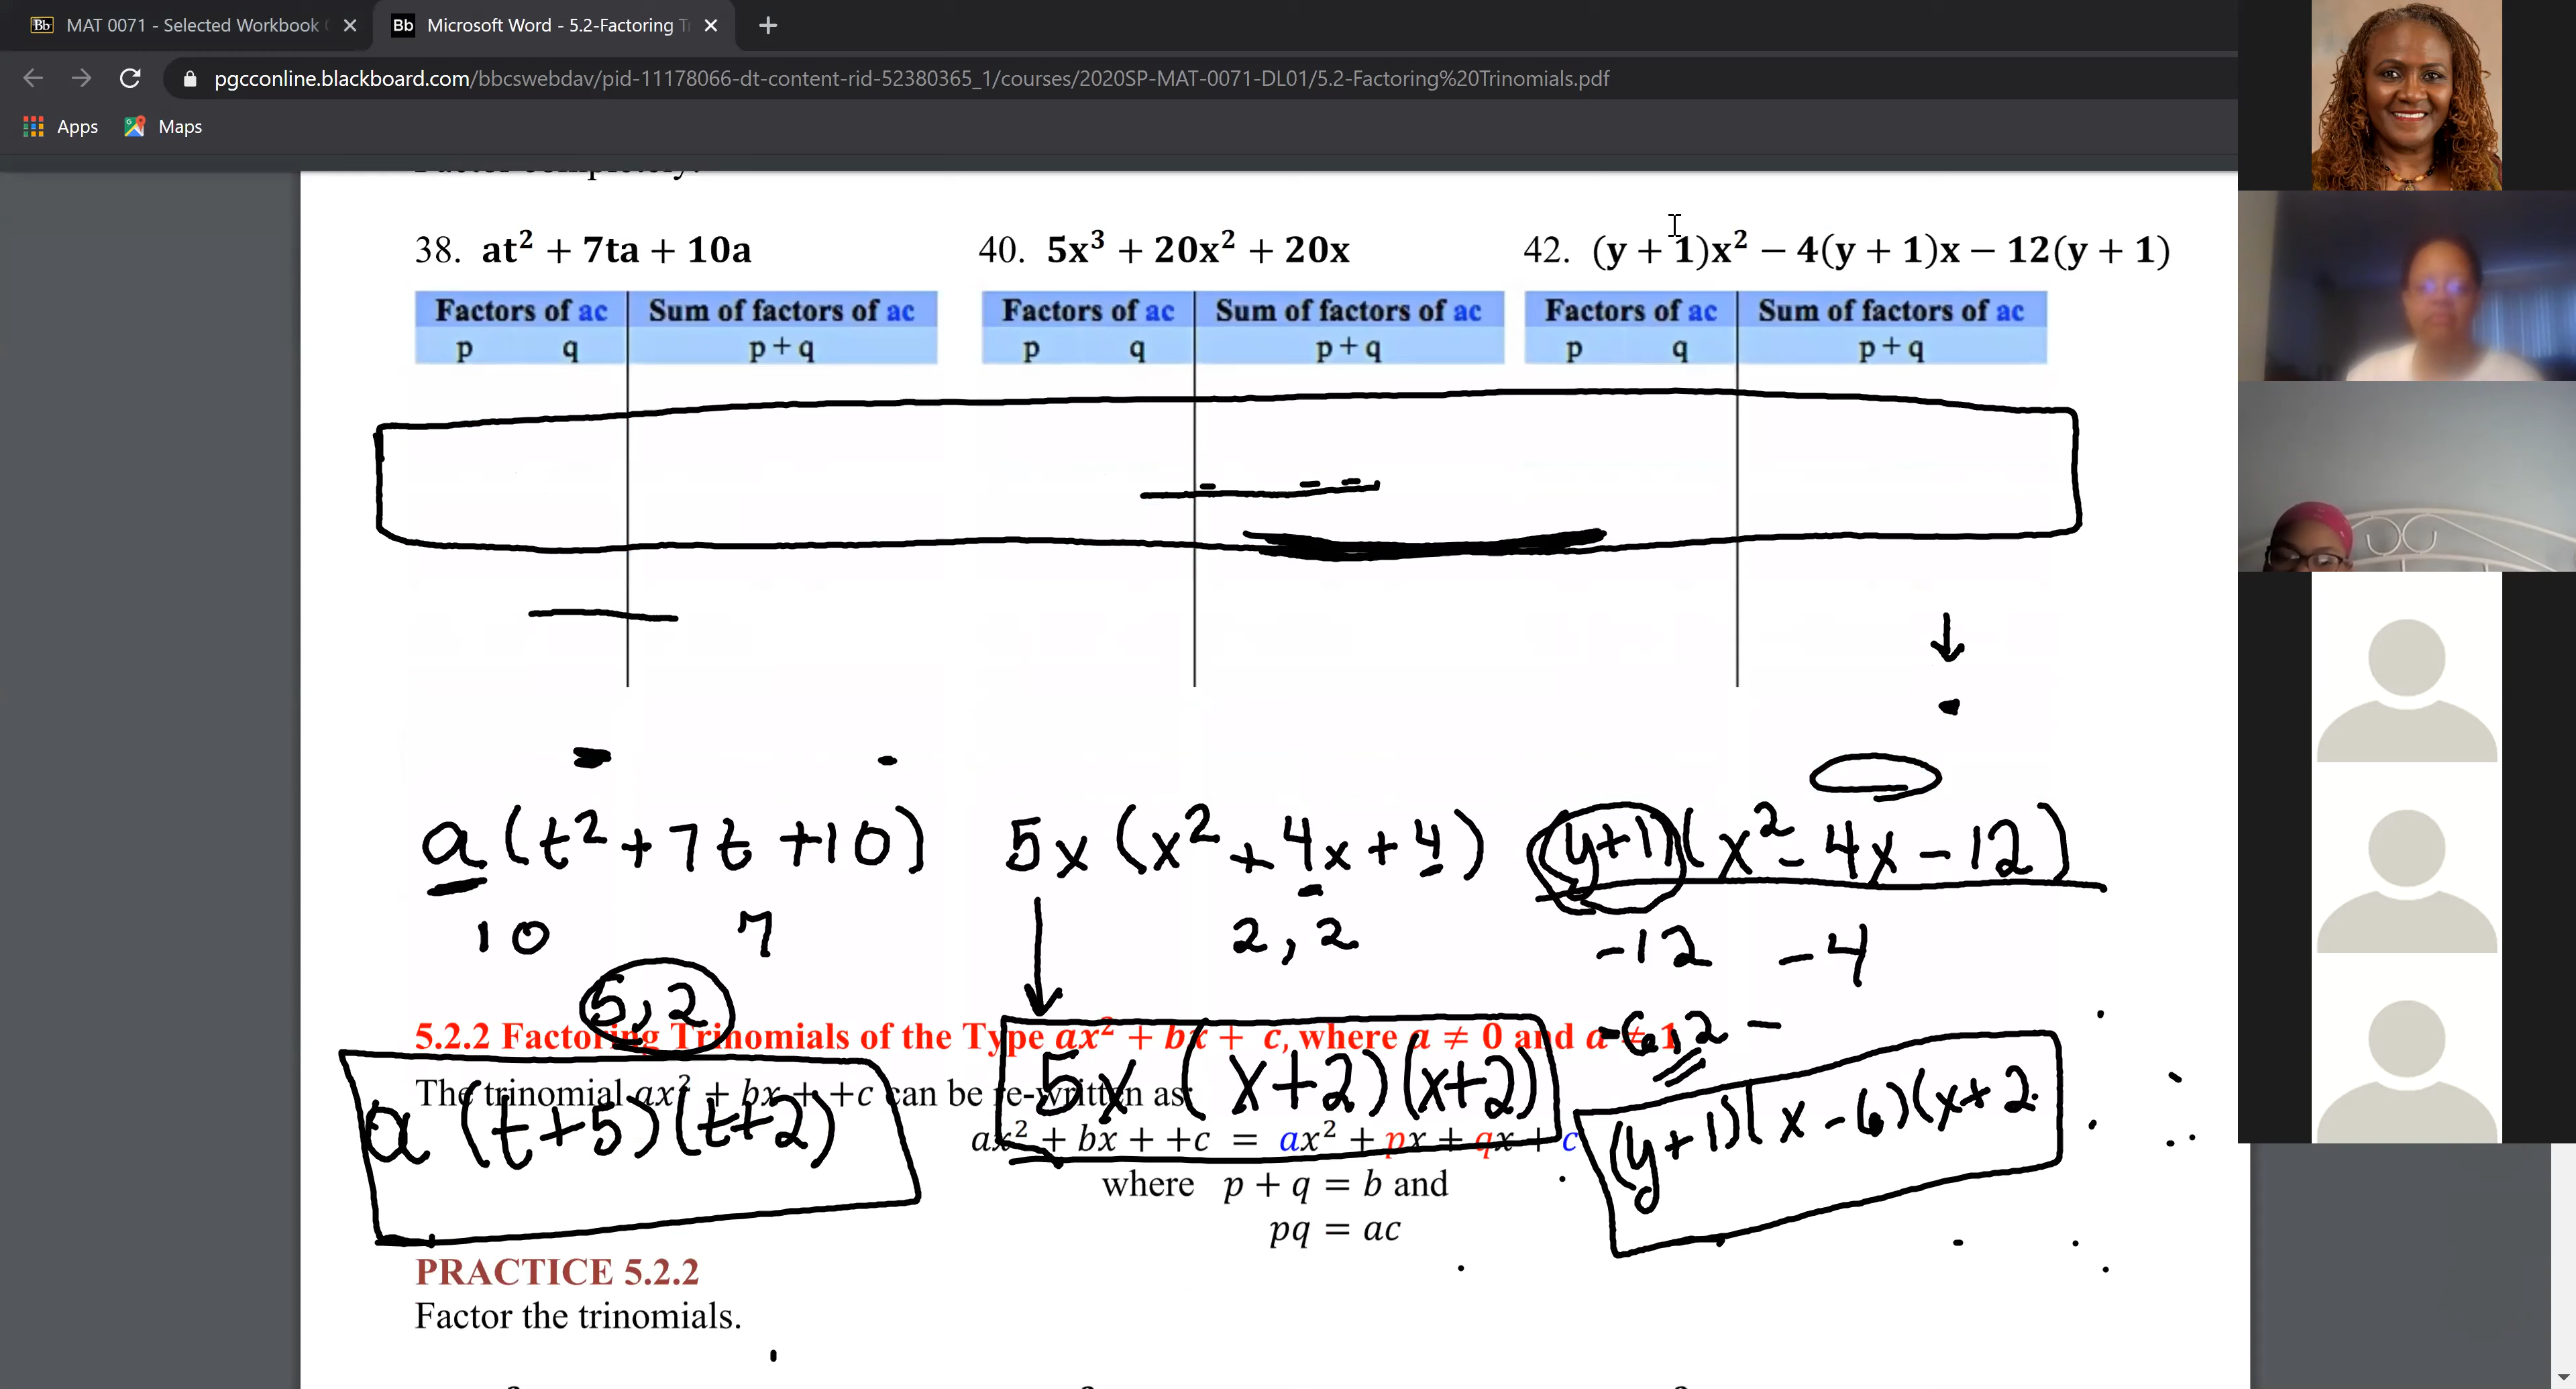 MAT 0071 - Selected Workbook
Microsoft Word - 5.2-Factoring T
pgcconline.blackboard.com/bbcswebdav/pid-11178066-dt-content-rid-52380365_1/courses/2020SP-MAT-0071-DL01/5.2-Factoring%20Trinomials.pdf
Apps Maps
Factor completely.
38. at² + 7ta + 10a 40. 5x³ + 20x² + 20x 42. (y + 1)x² − 4(y + 1)x − 12(y + 1)
Factors of ac Sum of factors of ac Factors of ac Sum of factors of ac Factors of ac Sum of factors of ac
p q p + q p q p + q p q p + q
a(t²+7t+10) 5x(x²+4x+4) (y+1)(x²-4x-12)
10 7 2, 2 -12 -4
5, 2 -6, 2
5.2.2 Factoring Trinomials of the Type ax² + bx + c, where a ≠ 0 and a ≠ 1
a(t+5)(t+2) 5x(x+2)(x+2) (y+1)(x-6)(x+2
The trinomial ax² + bx + +c can be re-written as:
ax² + bx + +c = ax² + px + qx + c
where p + q = b and
pq = ac
PRACTICE 5.2.2
Factor the trinomials.